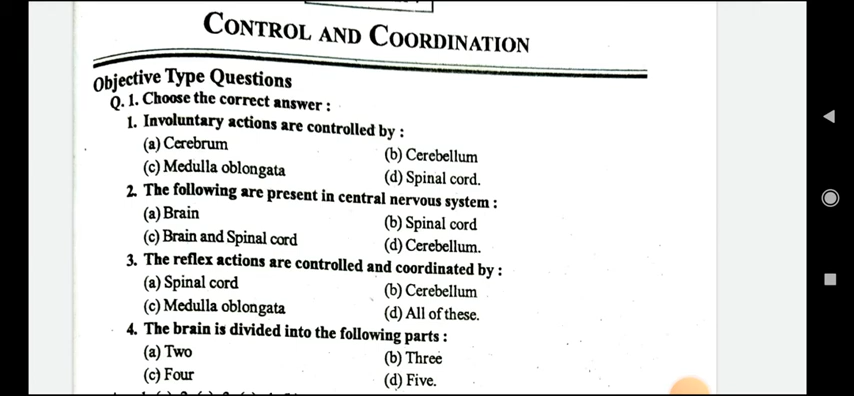 CONTROL AND COORDINATION
Objective Type Questions
Q. 1. Choose the correct answer :
1. Involuntary actions are controlled by :
(a) Cerebrum (b) Cerebellum
(c) Medulla oblongata (d) Spinal cord.
2. The following are present in central nervous system :
(a) Brain (b) Spinal cord
(c) Brain and Spinal cord (d) Cerebellum.
3. The reflex actions are controlled and coordinated by :
(a) Spinal cord (b) Cerebellum
(c) Medulla oblongata (d) All of these.
4. The brain is divided into the following parts :
(a) Two (b) Three
(c) Four (d) Five.